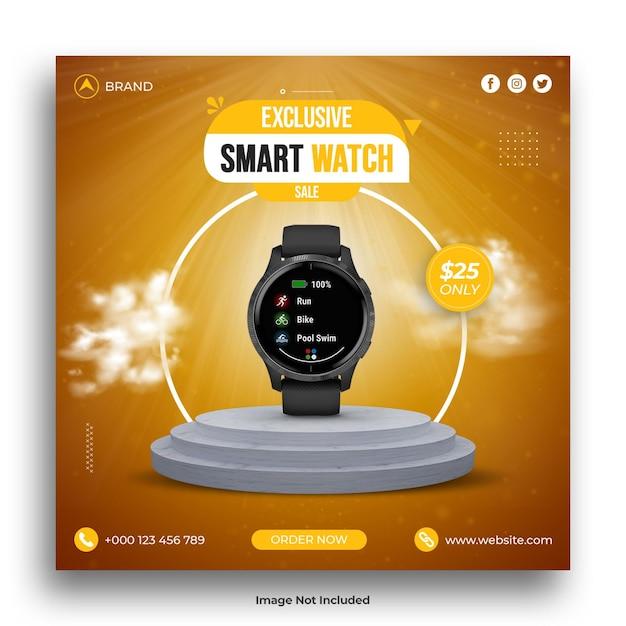 BRAND
EXCLUSIVE
SMART WATCH
SALE
$25
ONLY
100%
Run
Bike
Pool Swim
+000 123 456 789
ORDER NOW
www.website.com
Image Not Included